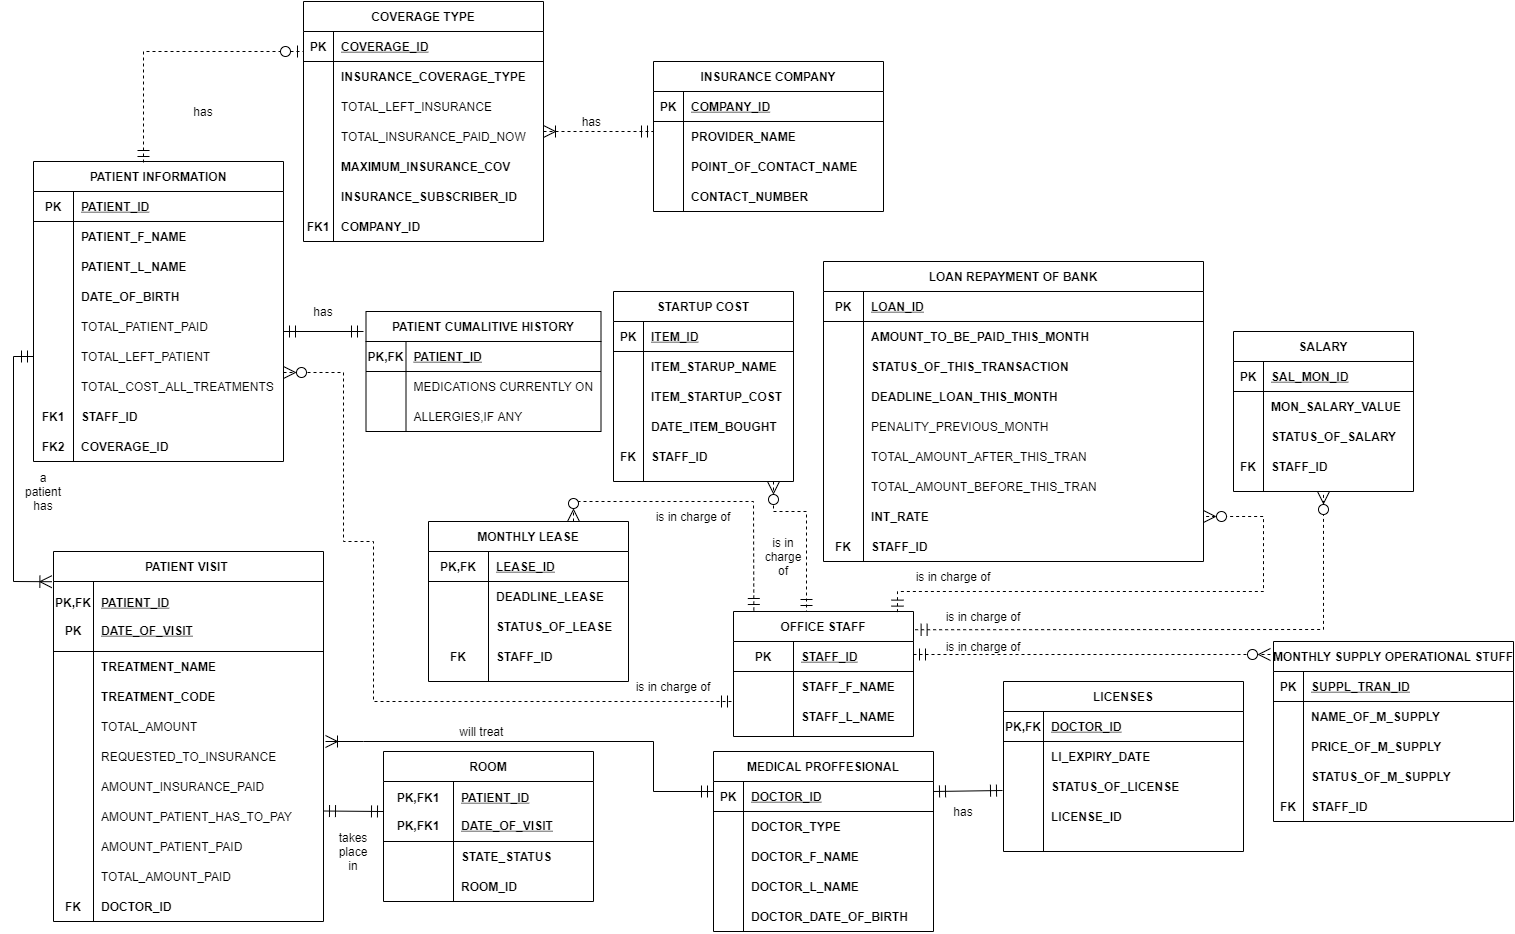 COVERAGE TYPE
PK COVERAGE_ID
INSURANCE_COVERAGE_TYPE
TOTAL_LEFT_INSURANCE
TOTAL_INSURANCE_PAID_NOW
MAXIMUM_INSURANCE_COV
INSURANCE_SUBSCRIBER_ID
FK1 COMPANY_ID
has
has
INSURANCE COMPANY
PK COMPANY_ID
PROVIDER_NAME
POINT_OF_CONTACT_NAME
CONTACT_NUMBER
PATIENT INFORMATION
PK PATIENT_ID
PATIENT_F_NAME
PATIENT_L_NAME
DATE_OF_BIRTH
TOTAL_PATIENT_PAID
TOTAL_LEFT_PATIENT
TOTAL_COST_ALL_TREATMENTS
FK1 STAFF_ID
FK2 COVERAGE_ID
has
PATIENT CUMALITIVE HISTORY
PK,FK PATIENT_ID
MEDICATIONS CURRENTLY ON
ALLERGIES,IF ANY
STARTUP COST
PK ITEM_ID
ITEM_STARUP_NAME
ITEM_STARTUP_COST
DATE_ITEM_BOUGHT
FK STAFF_ID
LOAN REPAYMENT OF BANK
PK LOAN_ID
AMOUNT_TO_BE_PAID_THIS_MONTH
STATUS_OF_THIS_TRANSACTION
DEADLINE_LOAN_THIS_MONTH
PENALITY_PREVIOUS_MONTH
TOTAL_AMOUNT_AFTER_THIS_TRAN
TOTAL_AMOUNT_BEFORE_THIS_TRAN
INT_RATE
FK STAFF_ID
SALARY
PK SAL_MON_ID
MON_SALARY_VALUE
STATUS_OF_SALARY
FK STAFF_ID
a
patient
has
is in charge of
is in
charge
of
is in charge of
is in charge of
is in charge of
is in charge of
MONTHLY LEASE
PK,FK LEASE_ID
DEADLINE_LEASE
STATUS_OF_LEASE
FK STAFF_ID
OFFICE STAFF
PK STAFF_ID
STAFF_F_NAME
STAFF_L_NAME
MONTHLY SUPPLY OPERATIONAL STUFF
PK SUPPL_TRAN_ID
NAME_OF_M_SUPPLY
PRICE_OF_M_SUPPLY
STATUS_OF_M_SUPPLY
FK STAFF_ID
PATIENT VISIT
PK,FK PATIENT_ID
PK DATE_OF_VISIT
TREATMENT_NAME
TREATMENT_CODE
TOTAL_AMOUNT
REQUESTED_TO_INSURANCE
AMOUNT_INSURANCE_PAID
AMOUNT_PATIENT_HAS_TO_PAY
AMOUNT_PATIENT_PAID
TOTAL_AMOUNT_PAID
FK DOCTOR_ID
will treat
takes
place
in
ROOM
PK,FK1 PATIENT_ID
PK,FK1 DATE_OF_VISIT
STATE_STATUS
ROOM_ID
MEDICAL PROFFESIONAL
PK DOCTOR_ID
DOCTOR_TYPE
DOCTOR_F_NAME
DOCTOR_L_NAME
DOCTOR_DATE_OF_BIRTH
has
LICENSES
PK,FK DOCTOR_ID
LI_EXPIRY_DATE
STATUS_OF_LICENSE
LICENSE_ID